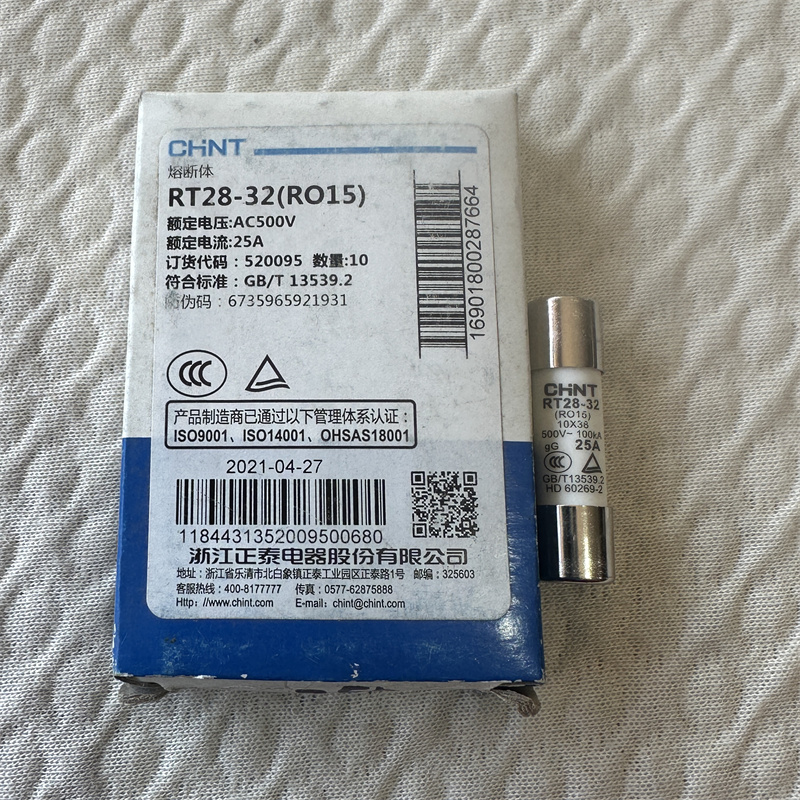 CHNT
熔断体
RT28-32(RO15)
额定电压:AC500V
额定电流:25A
订货代码：520095 数量:10
符合标准：GB/T 13539.2
防伪码：6735965921931
16901800287664
CCC
产品制造商已通过以下管理体系认证：
ISO9001、ISO14001、OHSAS18001
2021-04-27
1184431352009500680
浙江正泰电器股份有限公司
地址：浙江省乐清市北白象镇正泰工业园区正泰路1号 邮编：325603
客服热线：400-8177777 传真：0577-62875888
Http：//www.chint.com E-mail：chint@chint.com
CHNT
RT28-32
(RO15)
10X38
500V~ 100kA
gG 25A
CCC
GB/T13539.2
HD 60269-2